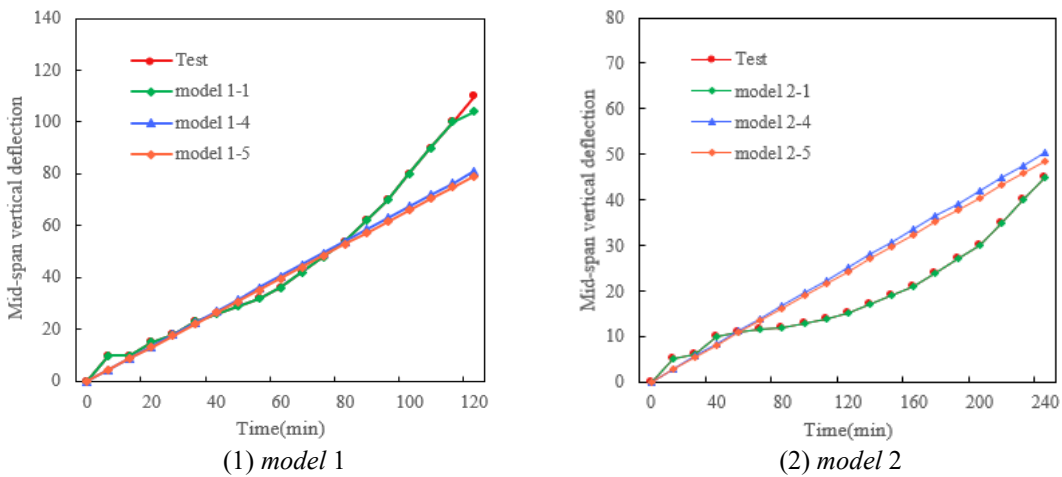 140
120
100
80
60
40
20
0
Mid-span vertical deflection
Test
model 1-1
model 1-4
model 1-5
0 20 40 60 80 100 120
Time(min)
(1) model 1
80
70
60
50
40
30
20
10
0
Mid-span vertical deflection
Test
model 2-1
model 2-4
model 2-5
0 40 80 120 160 200 240
Time(min)
(2) model 2